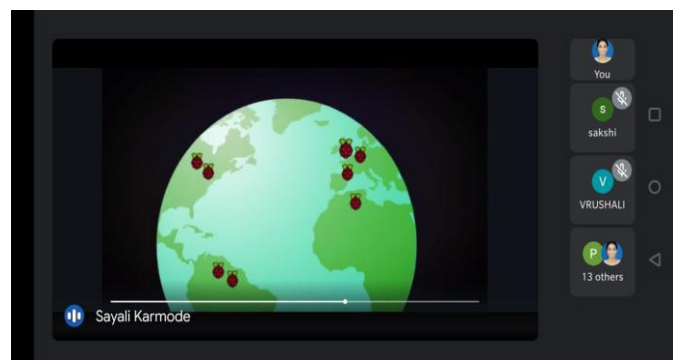 You
S
sakshi
V
VRUSHALI
P
13 others
Sayali Karmode